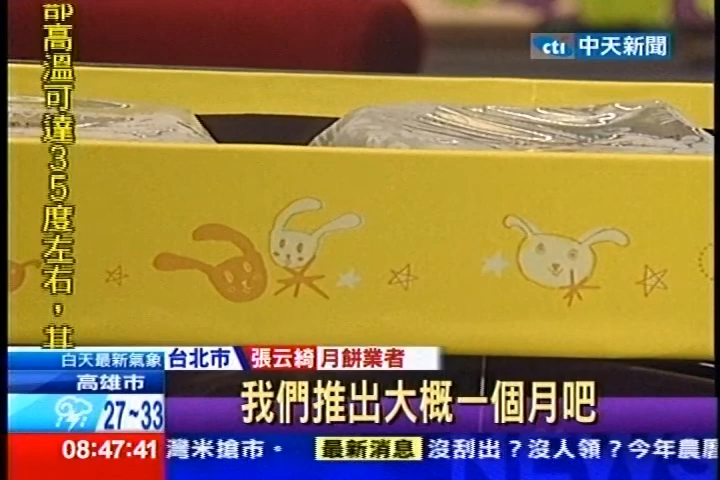 部高溫可達35度左右，其
cti 中天新聞
白天最新氣象
台北市
張云綺
月餅業者
高雄市
27~33
我們推出大概一個月吧
08:47:41
灣米搶市。
最新消息
沒刮出？沒人領？今年農曆
NEWS